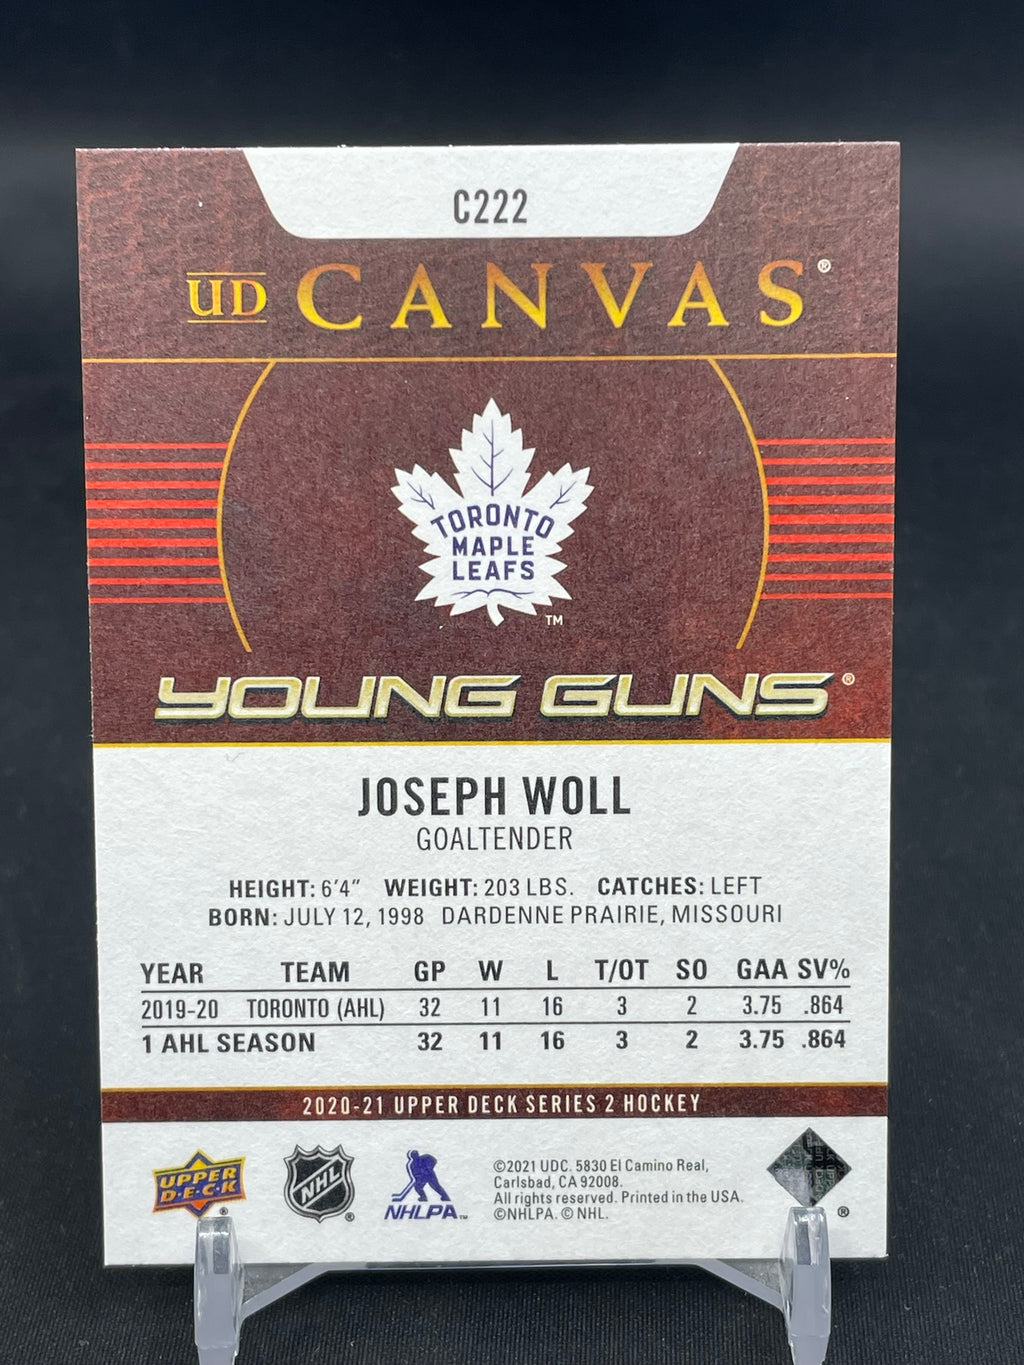 C222
UD CANVAS®
TORONTO
MAPLE
LEAFS
TM
YOUNG GUNS®
JOSEPH WOLL
GOALTENDER
HEIGHT: 6'4" WEIGHT: 203 LBS. CATCHES: LEFT
BORN: JULY 12, 1998 DARDENNE PRAIRIE, MISSOURI
YEAR TEAM GP W L T/OT SO GAA SV%
2019-20 TORONTO (AHL) 32 11 16 3 2 3.75 .864
1 AHL SEASON 32 11 16 3 2 3.75 .864
2020-21 UPPER DECK SERIES 2 HOCKEY
UPPER
D·E·C·K
®
NHL
®
NHLPA™
©2021 UDC. 5830 El Camino Real,
Carlsbad, CA 92008.
All rights reserved. Printed in the USA.
©NHLPA. © NHL.
®